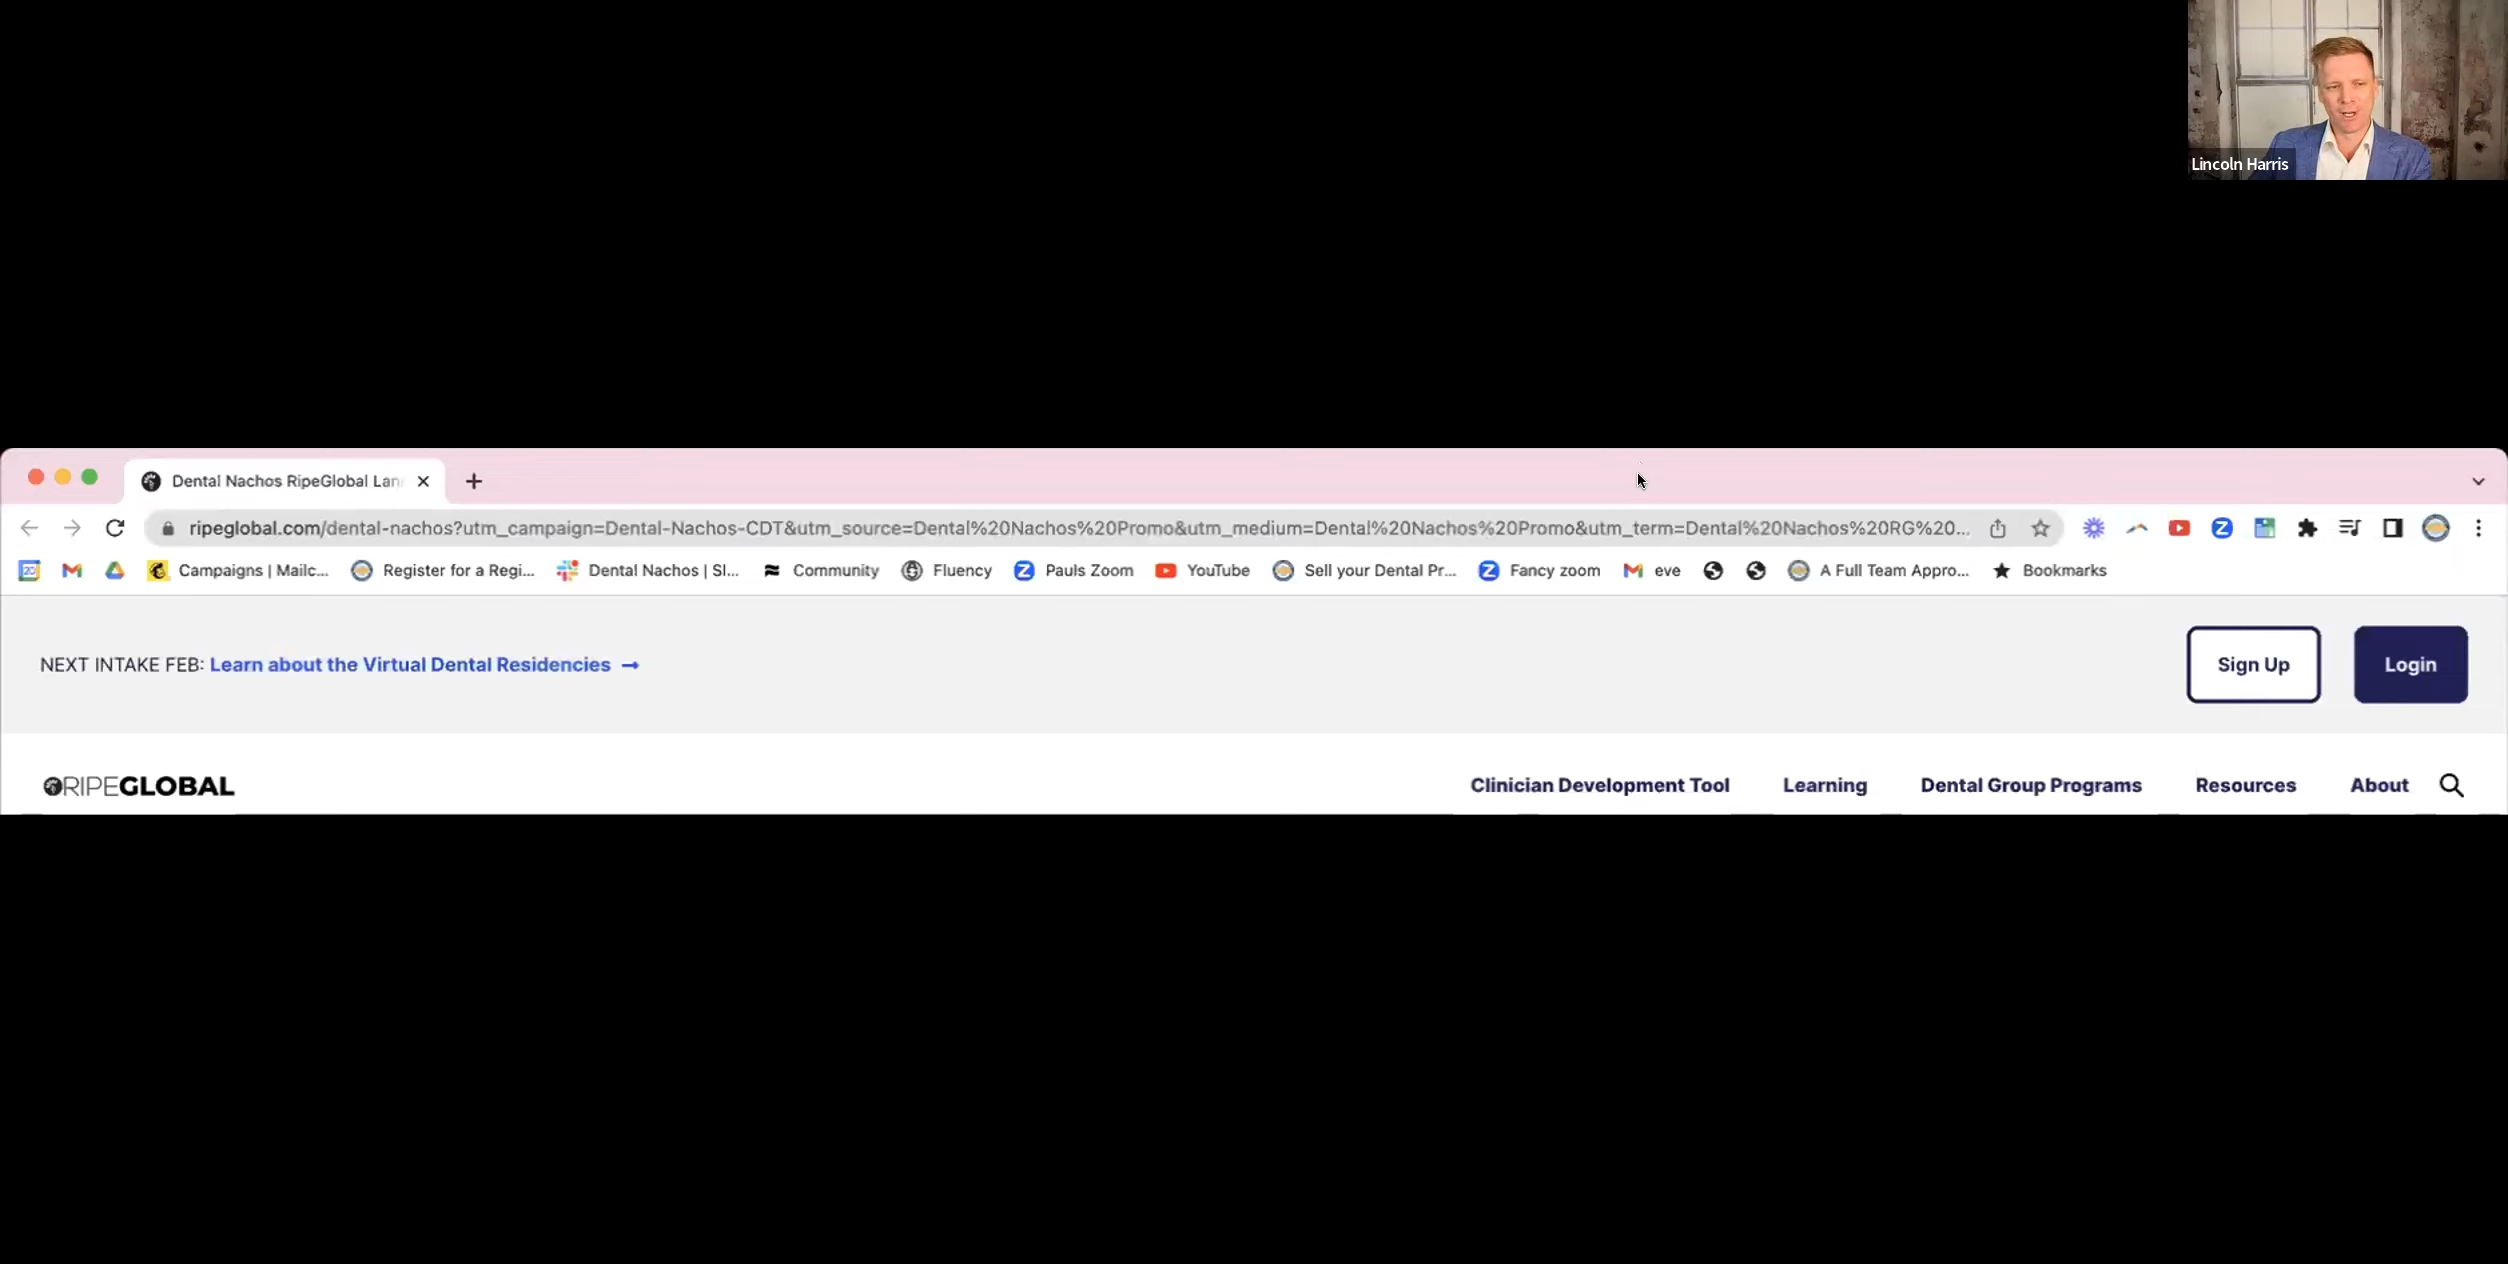 Lincoln Harris
Dental Nachos RipeGlobal Lan
ripeglobal.com/dental-nachos?utm_campaign=Dental-Nachos-CDT&utm_source=Dental%20Nachos%20Promo&utm_medium=Dental%20Nachos%20Promo&utm_term=Dental%20Nachos%20RG%20...
Campaigns | Mailc... Register for a Regi... Dental Nachos | Sl... Community Fluency Pauls Zoom YouTube Sell your Dental Pr... Fancy zoom eve A Full Team Appro... Bookmarks
NEXT INTAKE FEB: Learn about the Virtual Dental Residencies → Sign Up Login
RIPEGLOBAL Clinician Development Tool Learning Dental Group Programs Resources About